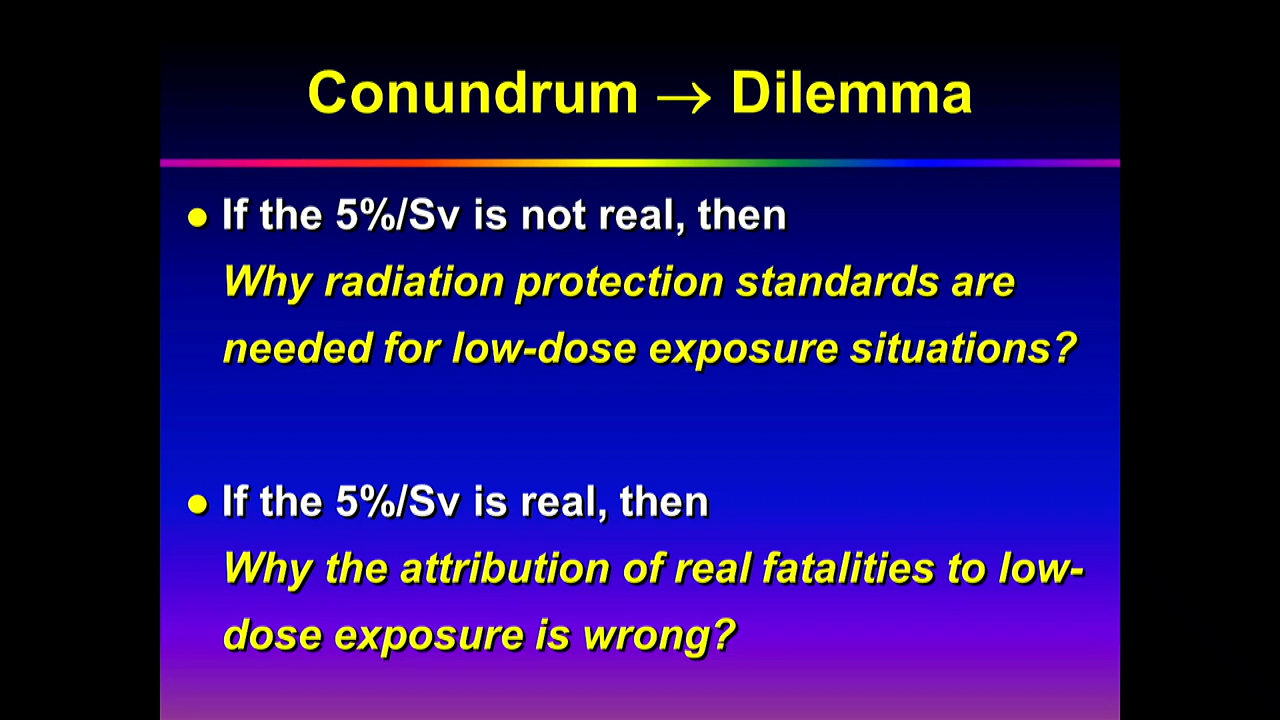 Conundrum → Dilemma
● If the 5%/Sv is not real, then
Why radiation protection standards are
needed for low-dose exposure situations?
● If the 5%/Sv is real, then
Why the attribution of real fatalities to low-
dose exposure is wrong?